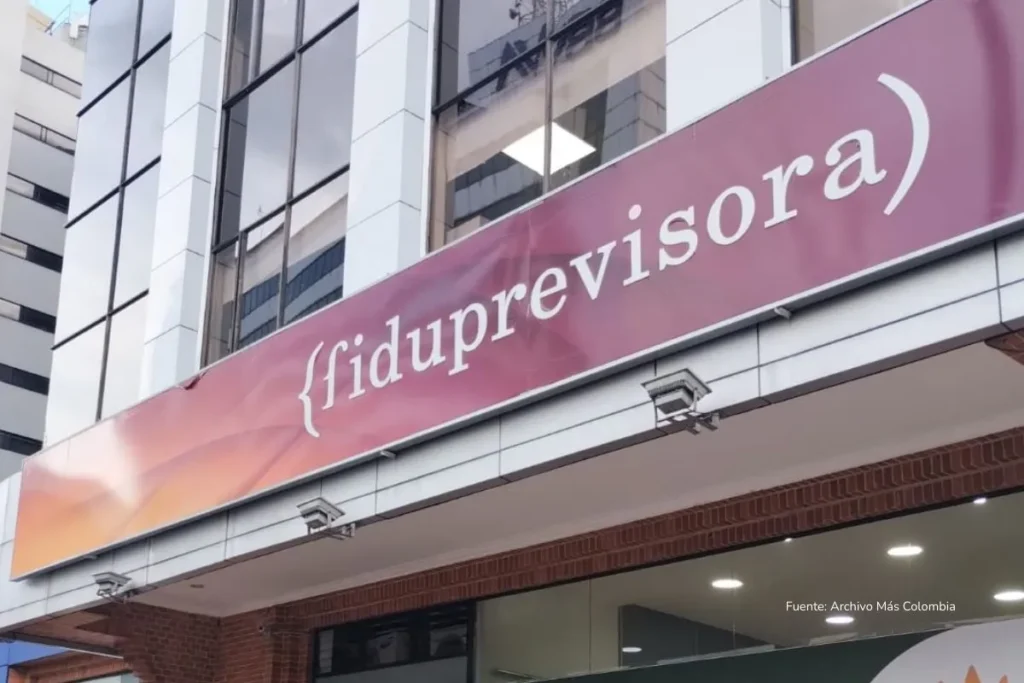 {fiduprevisora)
Fuente: Archivo Más Colombia